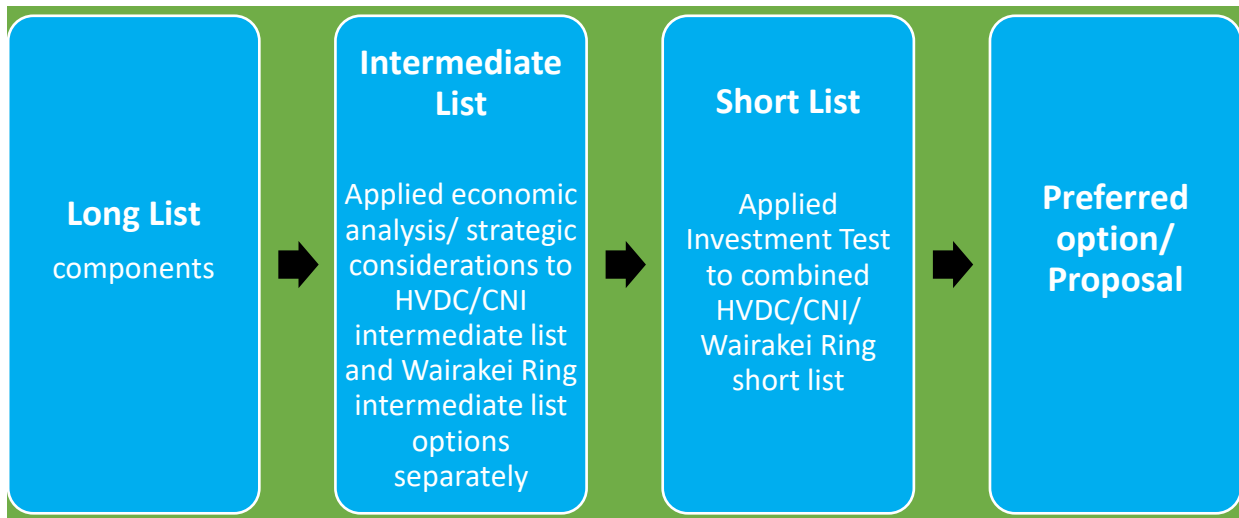 Long List
components
Intermediate
List
Applied economic
analysis/ strategic
considerations to
HVDC/CNI
intermediate list
and Wairakei Ring
intermediate list
options
separately
Short List
Applied
Investment Test
to combined
HVDC/CNI/
Wairakei Ring
short list
Preferred
option/
Proposal